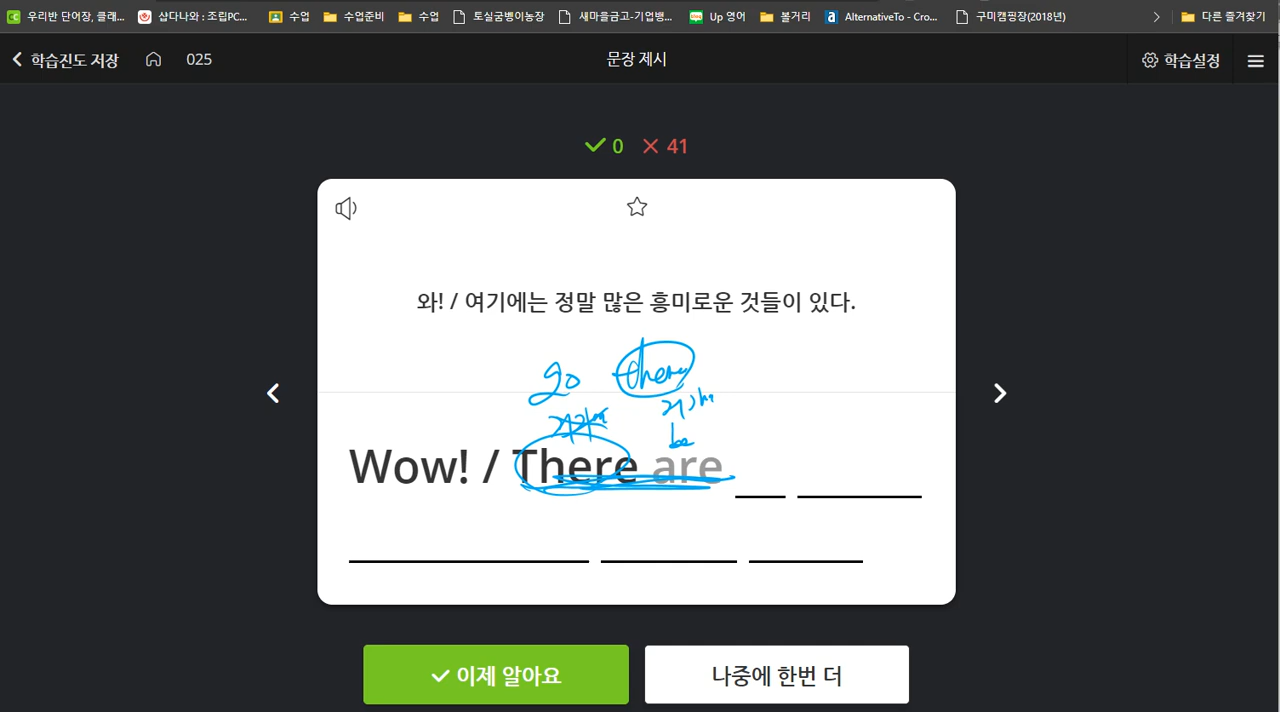 우리반 단어장, 클래... 샵다나와 : 조립PC... 수업 수업준비 수업 토실굼벵이농장 새마을금고-기업뱅... Up 영어 볼거리 AlternativeTo - Cro... 구미캠핑장(2018년) 다른 즐겨찾기
학습진도 저장 025 문장 제시 학습설정
0 41
와! / 여기에는 정말 많은 흥미로운 것들이 있다.
go there
be
Wow! / There are
이제 알아요 나중에 한번 더